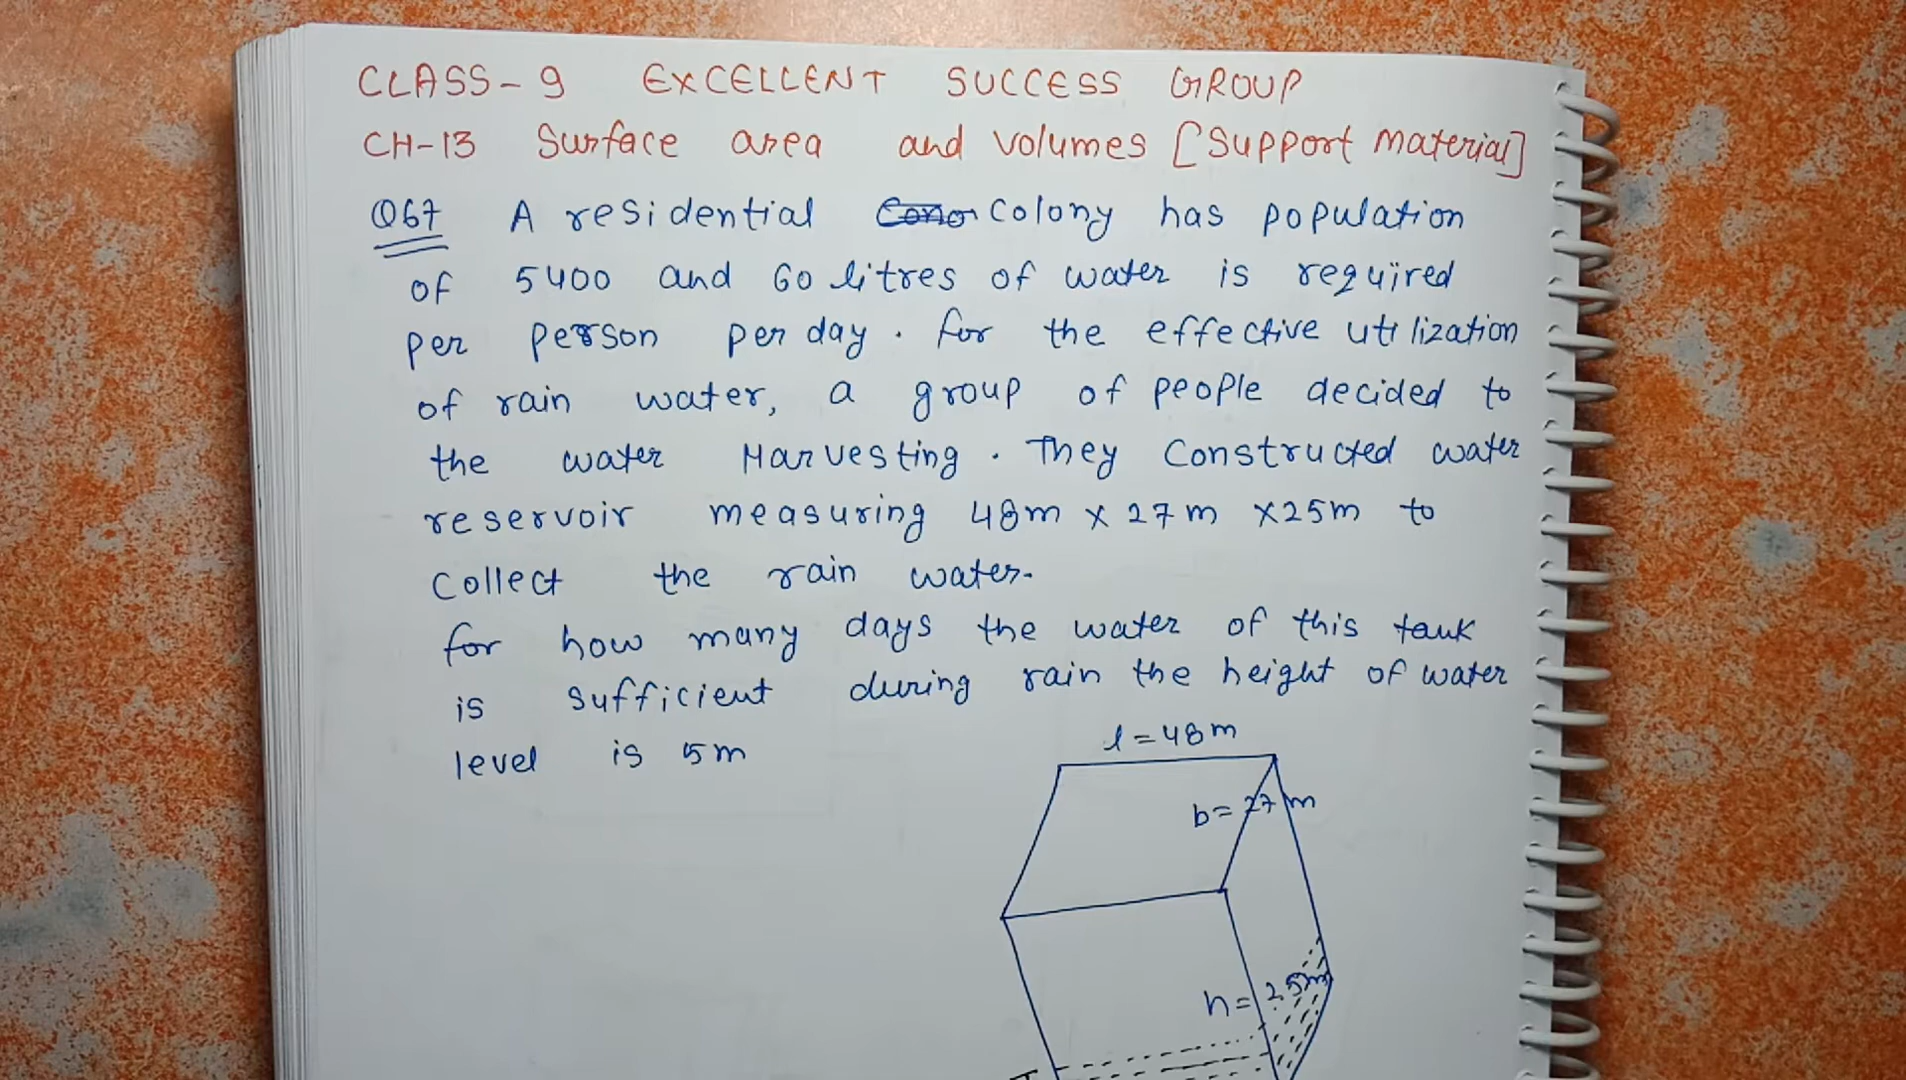 CLASS-9 EXCELLENT SUCCESS GROUP
CH-13 Surface area and volumes [Support material]
Q67 A residential Colony has population
of 5400 and 60 litres of water is required
per person per day. for the effective utilization
of rain water, a group of people decided to
the water Harvesting. They constructed water
reservoir measuring 48m x 27m x25m to
collect the rain water.
for how many days the water of this tank
is sufficient during rain the height of water
level is 5m
l=48m
b=27m
h=25m